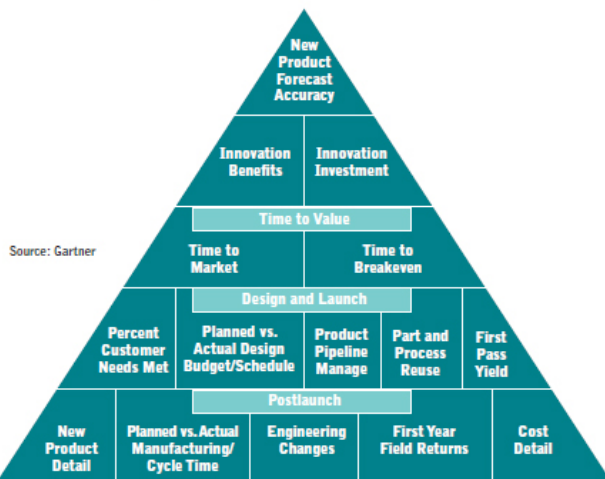 New
Product
Forecast
Accuracy
Innovation
Benefits
Innovation
Investment
Time to Value
Source: Gartner
Time to
Market
Time to
Breakeven
Design and Launch
Percent
Customer
Needs Met
Planned vs.
Actual Design
Budget/Schedule
Product
Pipeline
Manage
Part and
Process
Reuse
First
Pass
Yield
Postlaunch
New
Product
Detail
Planned vs. Actual
Manufacturing/
Cycle Time
Engineering
Changes
First Year
Field Returns
Cost
Detail